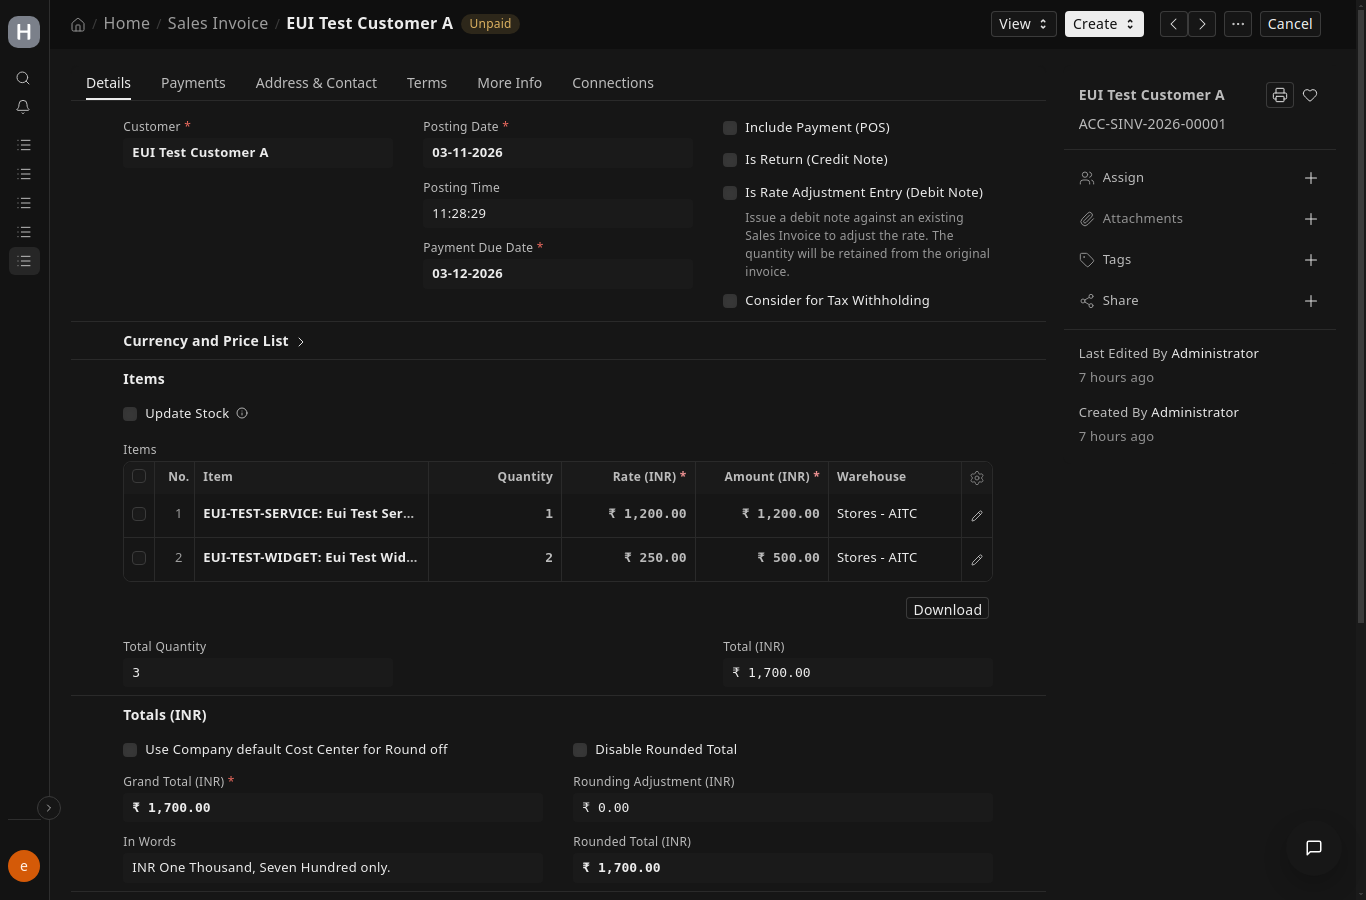 H
/ Home / Sales Invoice / EUI Test Customer A Unpaid
View Create ... Cancel
Details Payments Address & Contact Terms More Info Connections
Customer *
EUI Test Customer A
Posting Date *
03-11-2026
Posting Time
11:28:29
Payment Due Date *
03-12-2026
Include Payment (POS)
Is Return (Credit Note)
Is Rate Adjustment Entry (Debit Note)
Issue a debit note against an existing
Sales Invoice to adjust the rate. The
quantity will be retained from the original
invoice.
Consider for Tax Withholding
Currency and Price List
Items
Update Stock
Items
No. Item Quantity Rate (INR) * Amount (INR) * Warehouse
1 EUI-TEST-SERVICE: Eui Test Ser... 1 ₹ 1,200.00 ₹ 1,200.00 Stores - AITC
2 EUI-TEST-WIDGET: Eui Test Wid... 2 ₹ 250.00 ₹ 500.00 Stores - AITC
Download
Total Quantity
3
Total (INR)
₹ 1,700.00
Totals (INR)
Use Company default Cost Center for Round off
Disable Rounded Total
Grand Total (INR) *
₹ 1,700.00
Rounding Adjustment (INR)
₹ 0.00
In Words
INR One Thousand, Seven Hundred only.
Rounded Total (INR)
₹ 1,700.00
EUI Test Customer A
ACC-SINV-2026-00001
Assign
Attachments
Tags
Share
Last Edited By Administrator
7 hours ago
Created By Administrator
7 hours ago
e